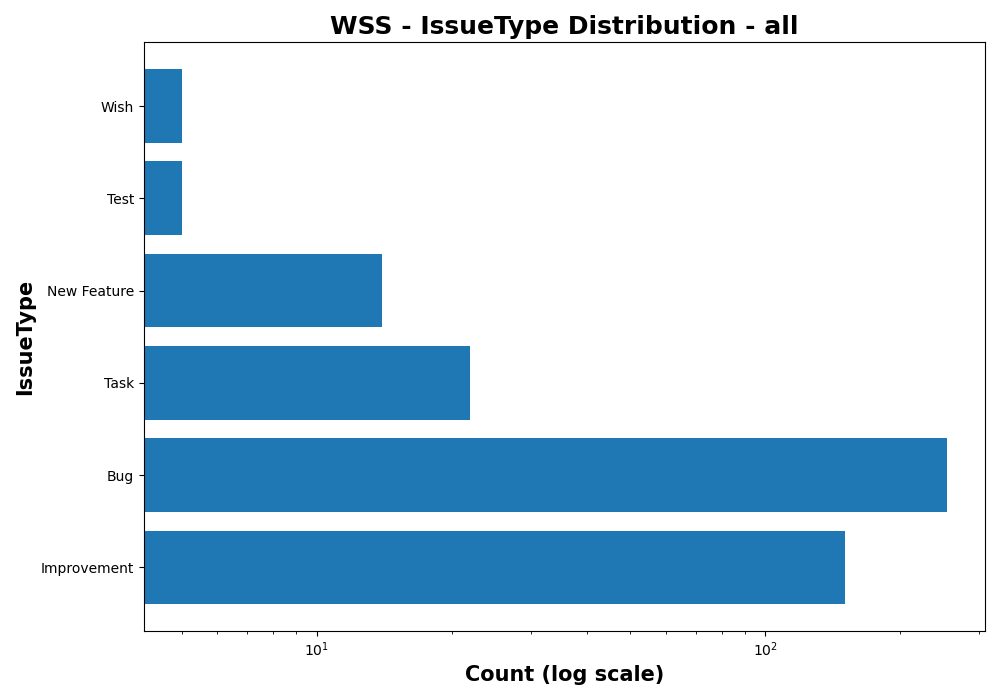 WSS - IssueType Distribution - all
Wish
Test
New Feature
Task
Bug
Improvement
IssueType
10¹
10²
Count (log scale)